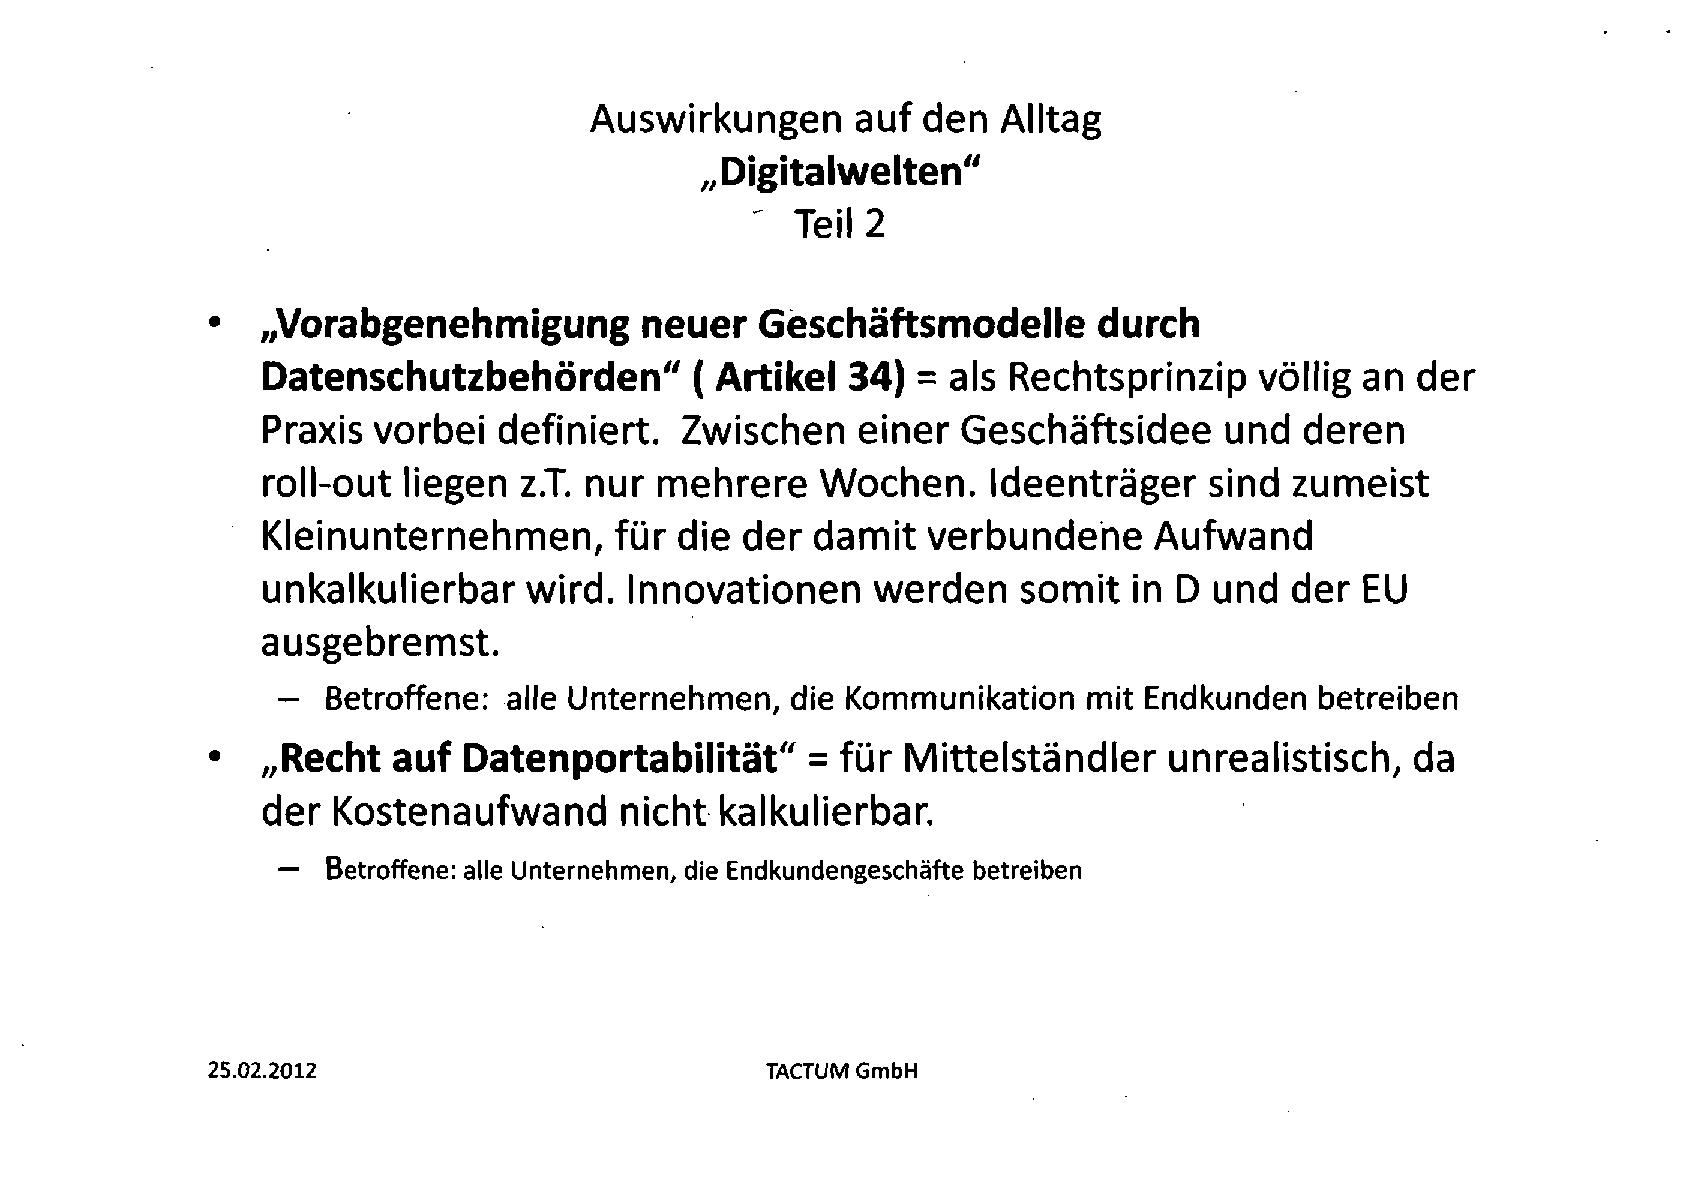 Auswirkungen auf den Alltag
„Digitalwelten“
Teil 2
• „Vorabgenehmigung neuer Geschäftsmodelle durch
Datenschutzbehörden“ ( Artikel 34) = als Rechtsprinzip völlig an der
Praxis vorbei definiert. Zwischen einer Geschäftsidee und deren
roll-out liegen z.T. nur mehrere Wochen. Ideenträger sind zumeist
Kleinunternehmen, für die der damit verbundene Aufwand
unkalkulierbar wird. Innovationen werden somit in D und der EU
ausgebremst.
– Betroffene: alle Unternehmen, die Kommunikation mit Endkunden betreiben
• „Recht auf Datenportabilität“ = für Mittelständler unrealistisch, da
der Kostenaufwand nicht kalkulierbar.
– Betroffene: alle Unternehmen, die Endkundengeschäfte betreiben
25.02.2012 TACTUM GmbH